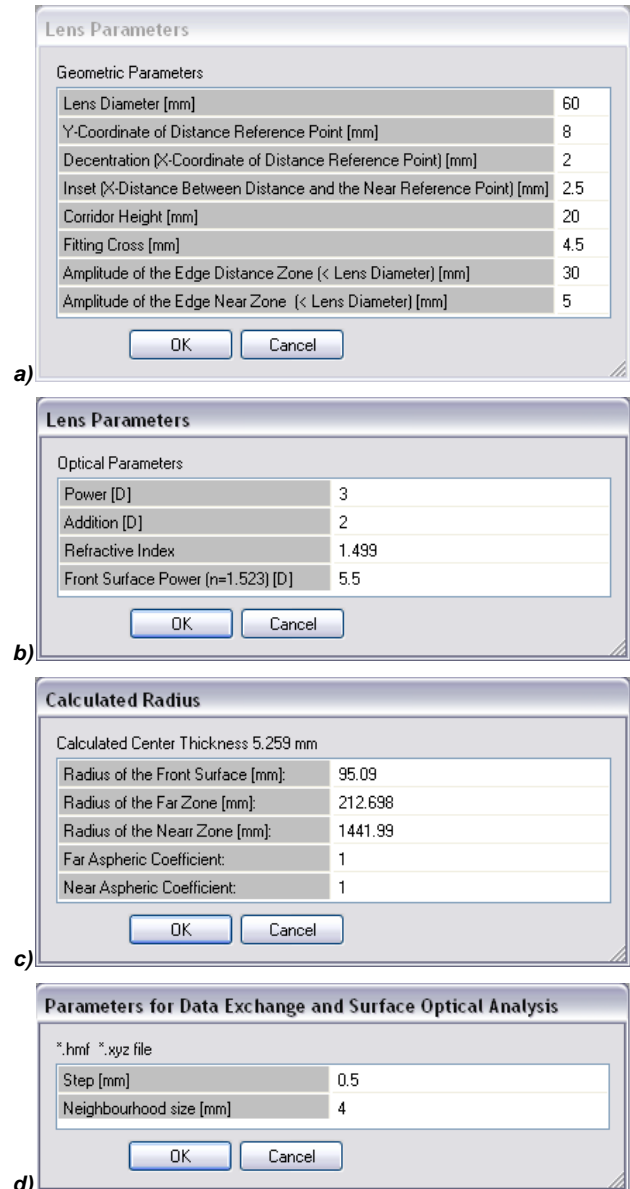 Lens Parameters
Geometric Parameters
Lens Diameter [mm] 60
Y-Coordinate of Distance Reference Point [mm] 8
Decentration (X-Coordinate of Distance Reference Point) [mm] 2
Inset (X-Distance Between Distance and the Near Reference Point) [mm] 2.5
Corridor Height [mm] 20
Fitting Cross [mm] 4.5
Amplitude of the Edge Distance Zone (< Lens Diameter) [mm] 30
Amplitude of the Edge Near Zone (< Lens Diameter) [mm] 5
OK Cancel
a)
Lens Parameters
Optical Parameters
Power [D] 3
Addition [D] 2
Refractive Index 1.499
Front Surface Power (n=1.523) [D] 5.5
OK Cancel
b)
Calculated Radius
Calculated Center Thickness 5.259 mm
Radius of the Front Surface [mm]: 95.09
Radius of the Far Zone [mm]: 212.698
Radius of the Nearr Zone [mm]: 1441.99
Far Aspheric Coefficient: 1
Near Aspheric Coefficient: 1
OK Cancel
c)
Parameters for Data Exchange and Surface Optical Analysis
*.hmf *.xyz file
Step [mm] 0.5
Neighbourhood size [mm] 4
OK Cancel
d)